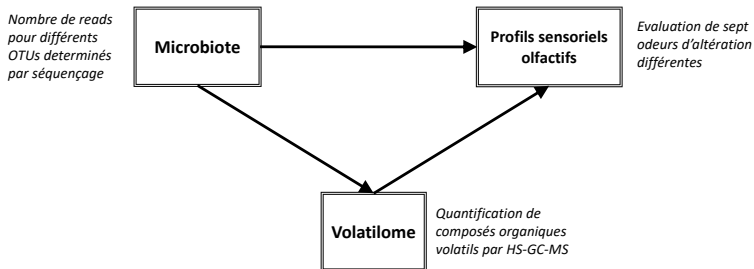 Nombre de reads
pour différents
OTUs determinés
par séquençage
Microbiote
Profils sensoriels
olfactifs
Evaluation de sept
odeurs d’altération
différentes
Volatilome
Quantification de
composés organiques
volatils par HS-GC-MS